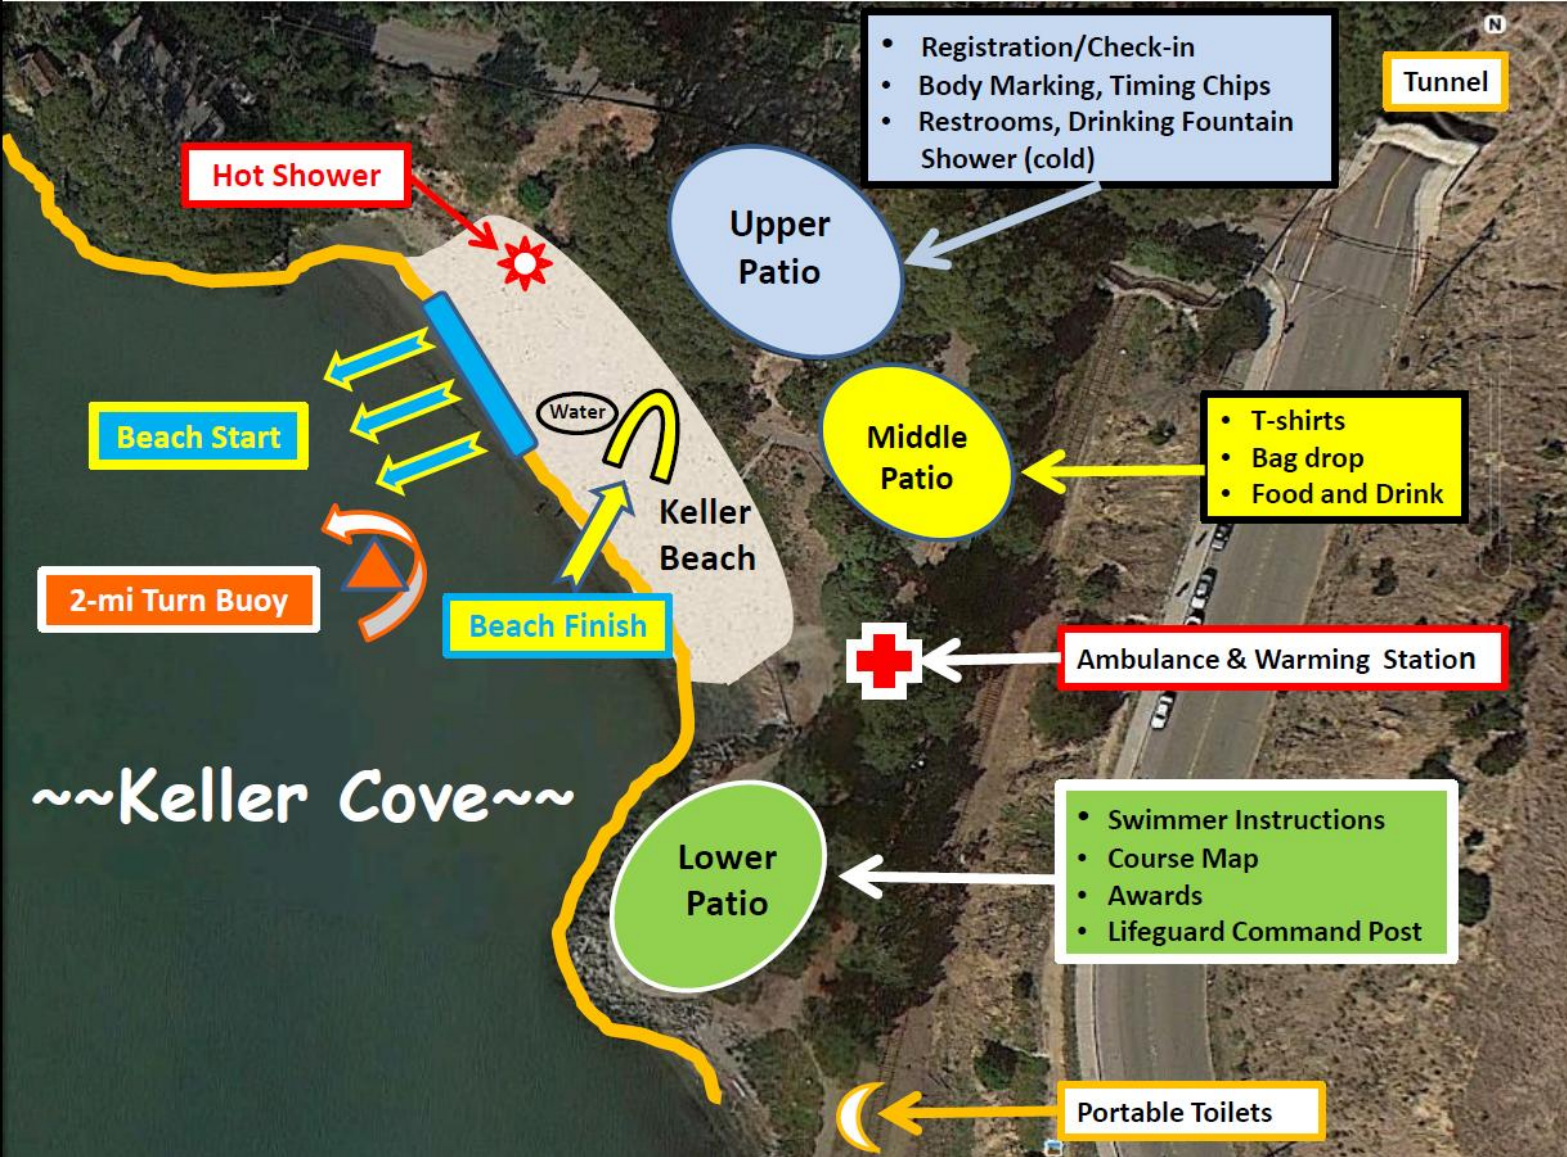 N
• Registration/Check-in
• Body Marking, Timing Chips
• Restrooms, Drinking Fountain
Shower (cold)
Tunnel
Hot Shower
Upper
Patio
Water
Beach Start
Middle
Patio
• T-shirts
• Bag drop
• Food and Drink
Keller
Beach
2-mi Turn Buoy
Beach Finish
Ambulance & Warming Station
~~Keller Cove~~
Lower
Patio
• Swimmer Instructions
• Course Map
• Awards
• Lifeguard Command Post
Portable Toilets